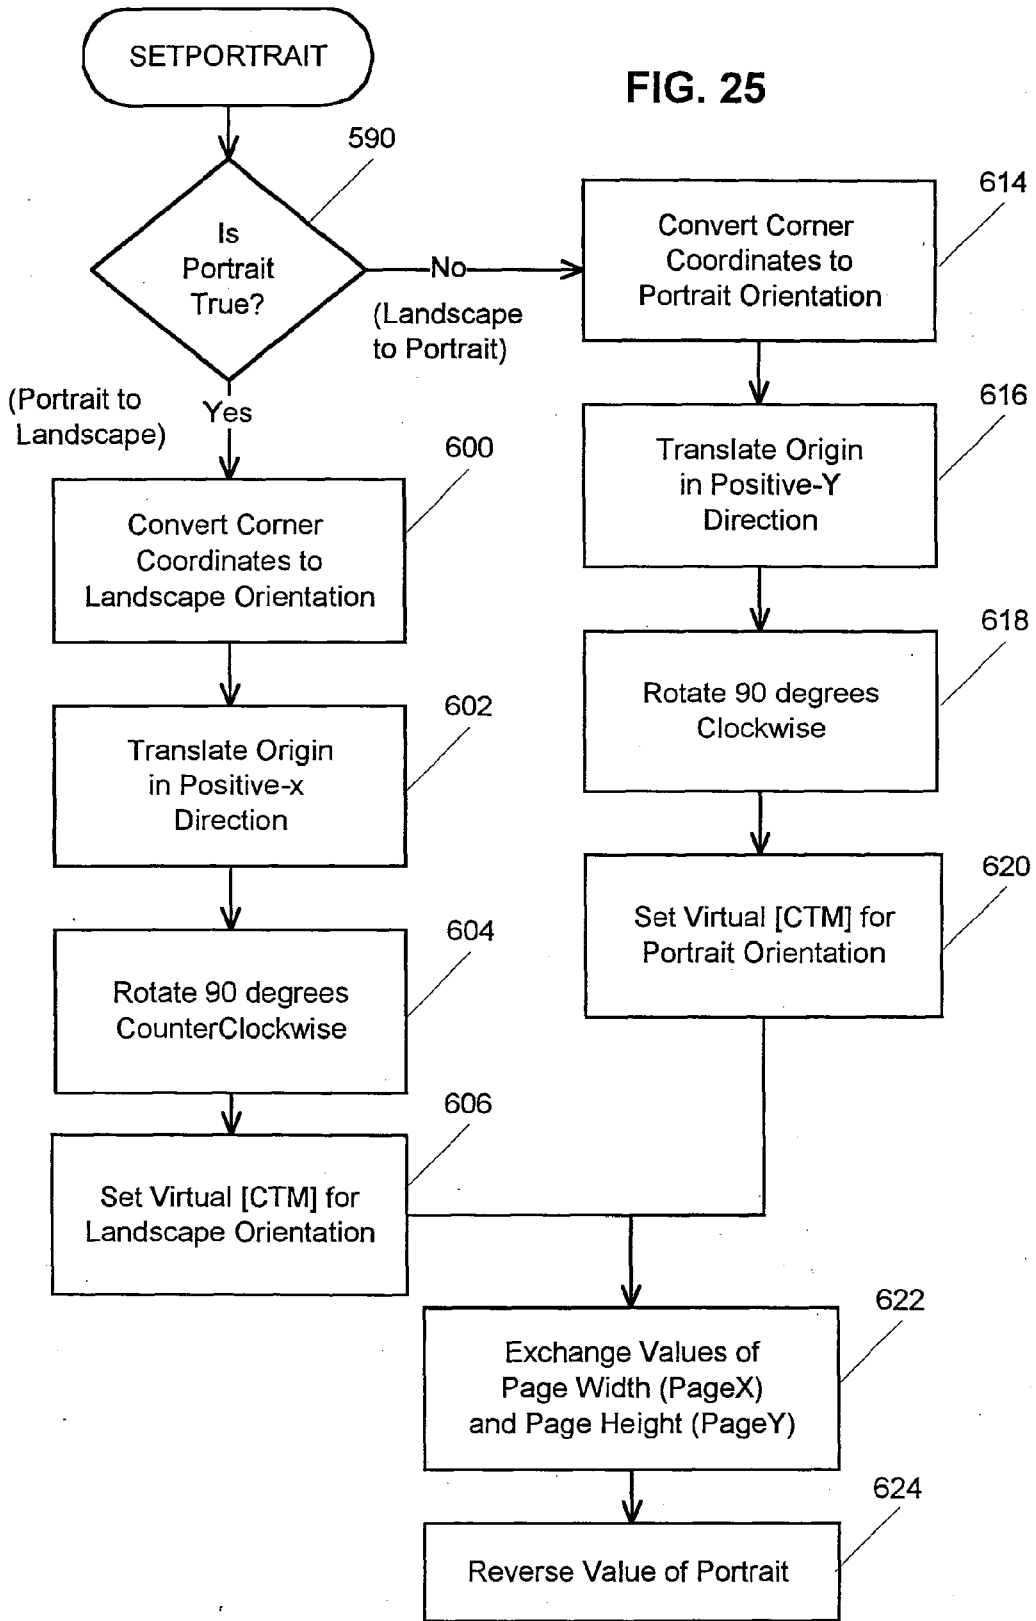 SETPORTRAIT
FIG. 25
590
Is
Portrait
True?
No
(Landscape
to Portrait)
(Portrait to
Landscape)
Yes
600
Convert Corner
Coordinates to
Landscape Orientation
602
Translate Origin
in Positive-x
Direction
604
Rotate 90 degrees
CounterClockwise
606
Set Virtual [CTM] for
Landscape Orientation
614
Convert Corner
Coordinates to
Portrait Orientation
616
Translate Origin
in Positive-Y
Direction
618
Rotate 90 degrees
Clockwise
620
Set Virtual [CTM] for
Portrait Orientation
622
Exchange Values of
Page Width (PageX)
and Page Height (PageY)
624
Reverse Value of Portrait